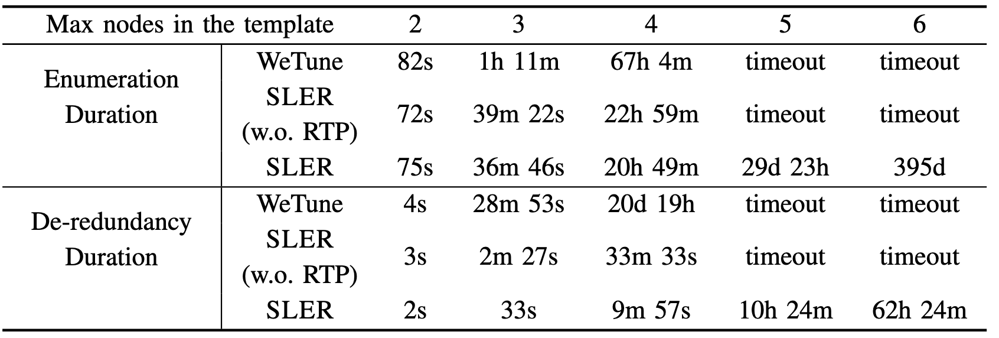 Max nodes in the template 2 3 4 5 6
Enumeration Duration
WeTune 82s 1h 11m 67h 4m timeout timeout
SLER (w.o. RTP) 72s 39m 22s 22h 59m timeout timeout
SLER 75s 36m 46s 20h 49m 29d 23h 395d
De-redundancy Duration
WeTune 4s 28m 53s 20d 19h timeout timeout
SLER (w.o. RTP) 3s 2m 27s 33m 33s timeout timeout
SLER 2s 33s 9m 57s 10h 24m 62h 24m